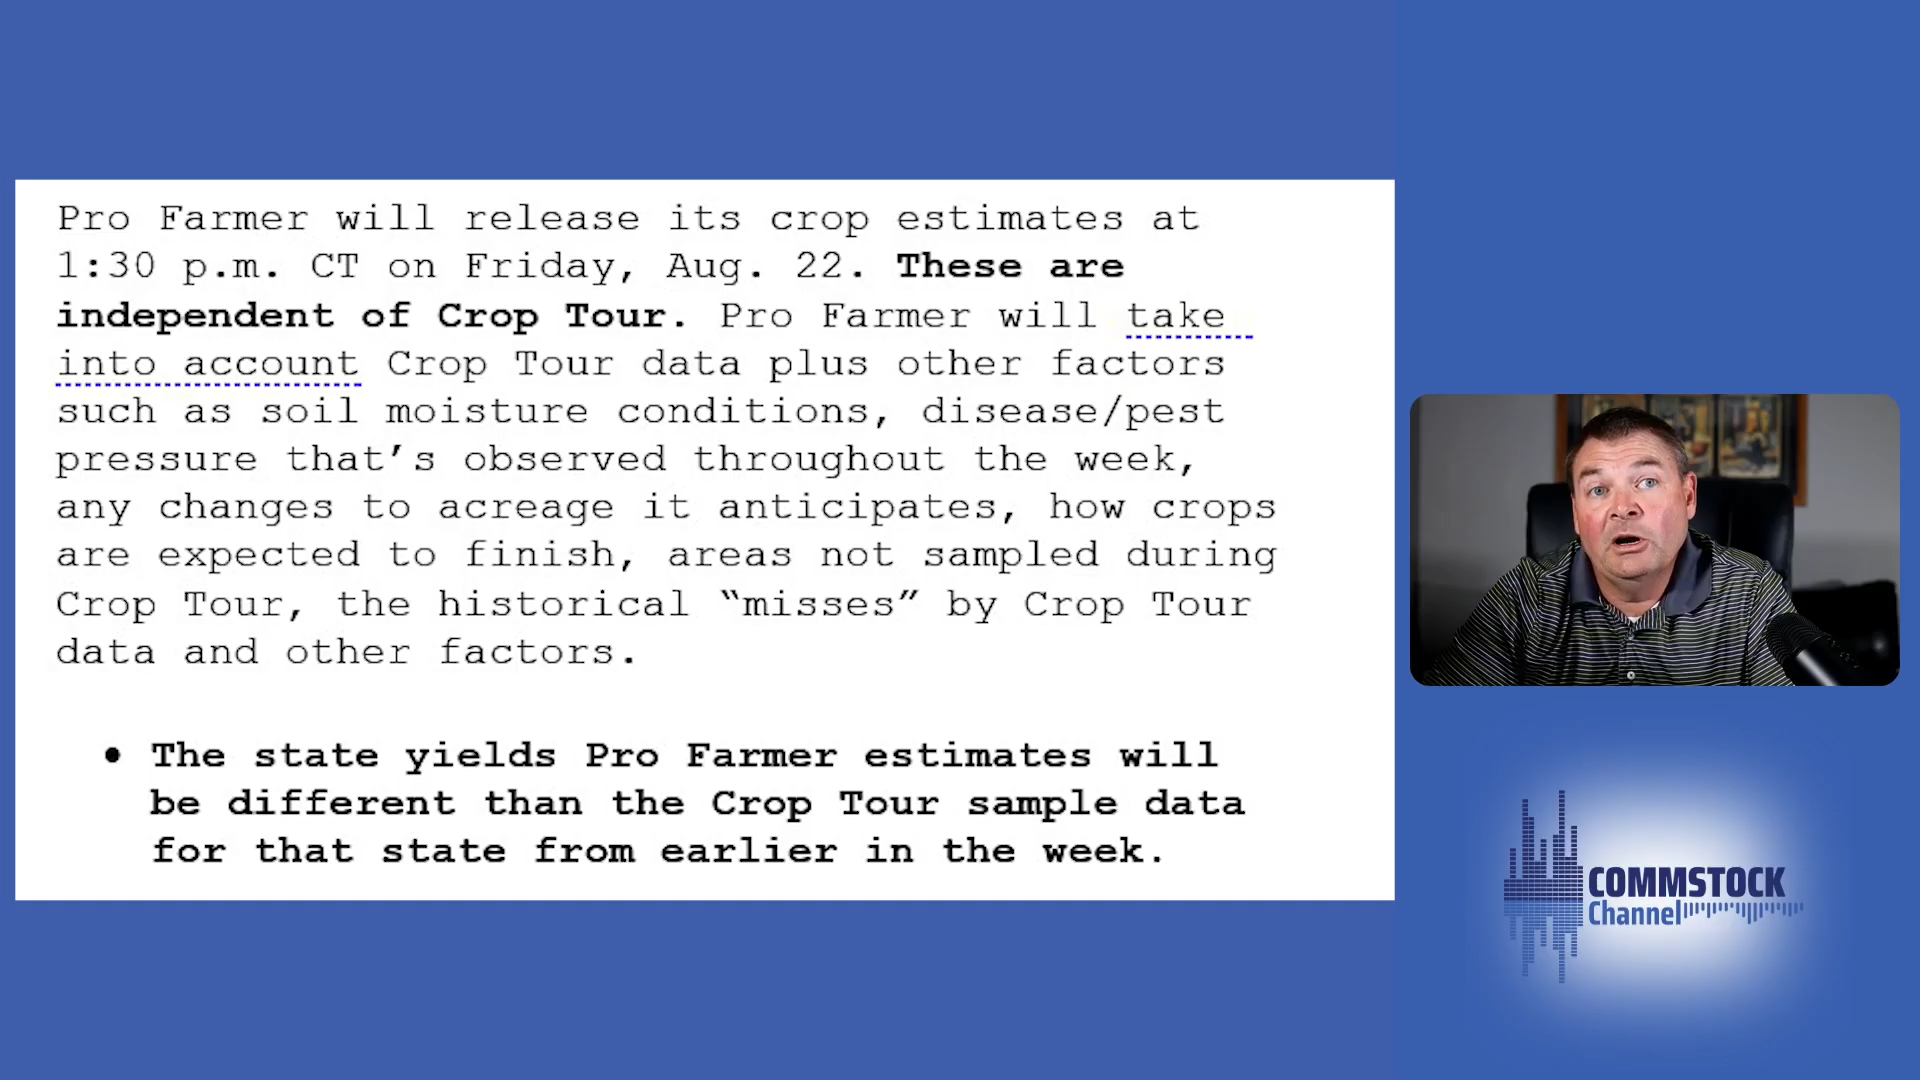 Pro Farmer will release its crop estimates at
1:30 p.m. CT on Friday, Aug. 22. These are
independent of Crop Tour. Pro Farmer will take
into account Crop Tour data plus other factors
such as soil moisture conditions, disease/pest
pressure that’s observed throughout the week,
any changes to acreage it anticipates, how crops
are expected to finish, areas not sampled during
Crop Tour, the historical “misses” by Crop Tour
data and other factors.
• The state yields Pro Farmer estimates will
be different than the Crop Tour sample data
for that state from earlier in the week.
COMMSTOCK
Channel